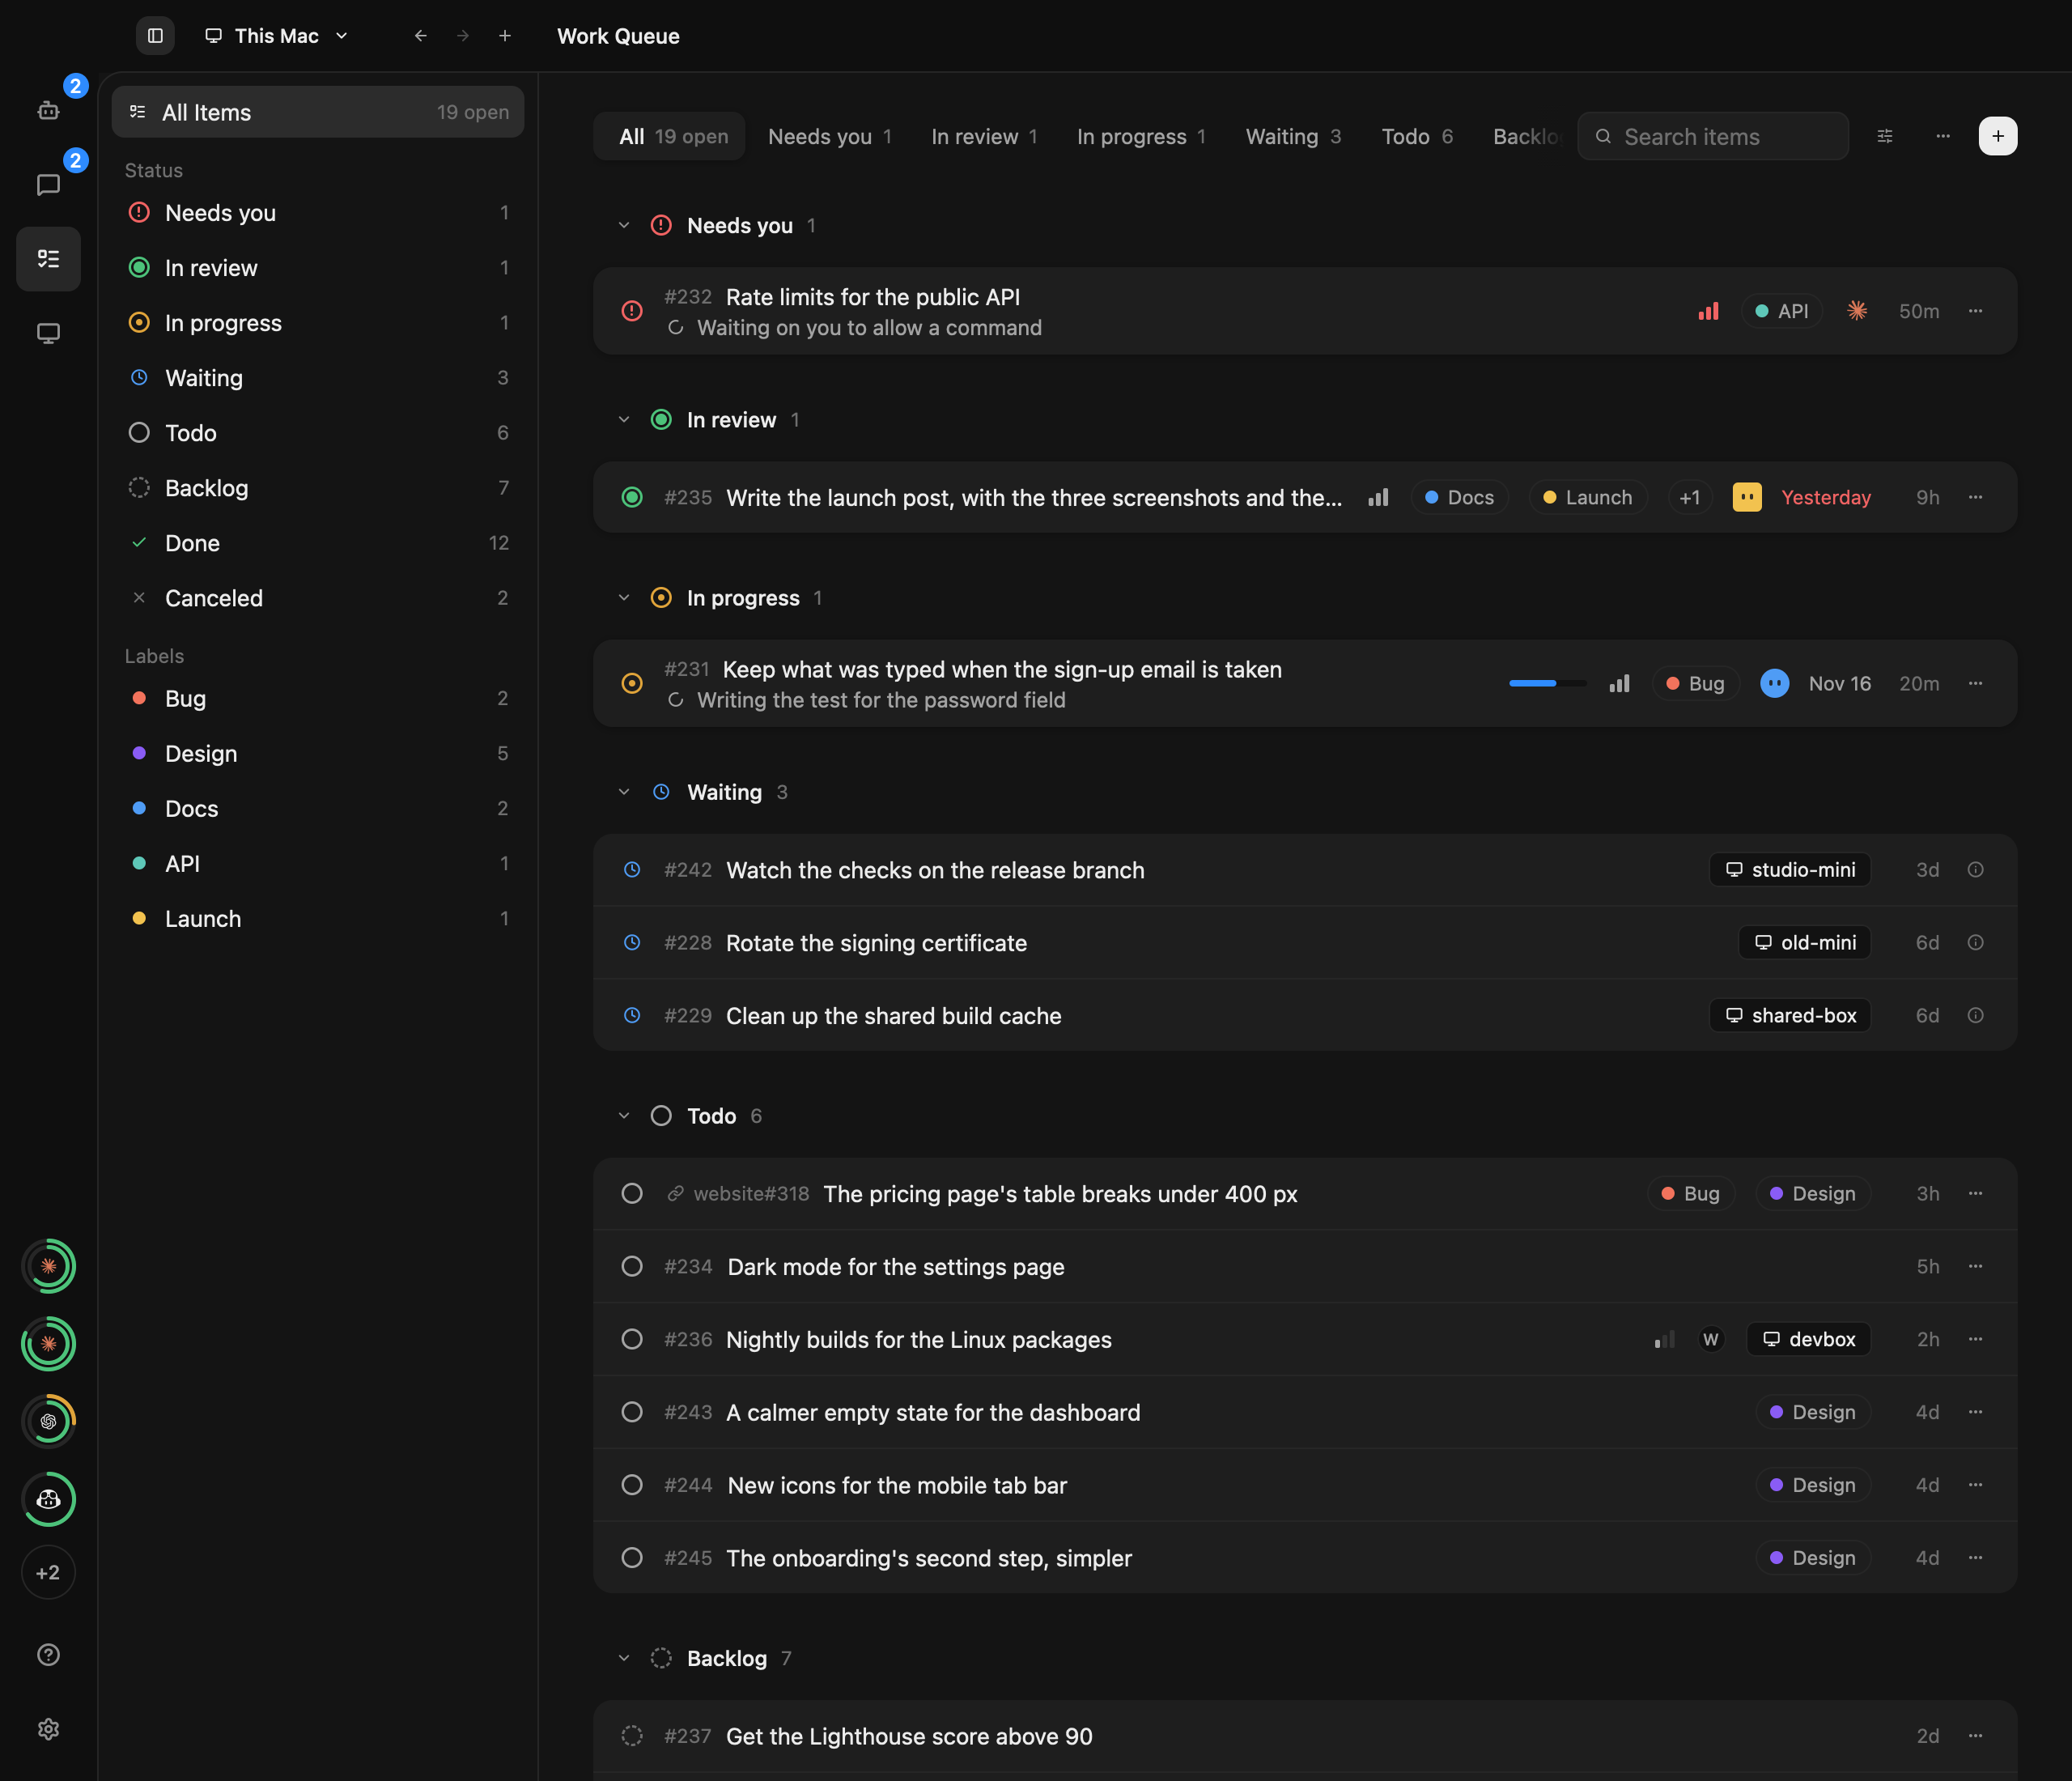 This Mac
Work Queue
2
2
All Items 19 open
Status
Needs you 1
In review 1
In progress 1
Waiting 3
Todo 6
Backlog 7
Done 12
Canceled 2
Labels
Bug 2
Design 5
Docs 2
API 1
Launch 1
+2
All 19 open Needs you 1 In review 1 In progress 1 Waiting 3 Todo 6 Backlo Search items
Needs you 1
#232 Rate limits for the public API
Waiting on you to allow a command
API 50m
In review 1
#235 Write the launch post, with the three screenshots and the... Docs Launch +1 Yesterday 9h
In progress 1
#231 Keep what was typed when the sign-up email is taken
Writing the test for the password field
Bug Nov 16 20m
Waiting 3
#242 Watch the checks on the release branch studio-mini 3d
#228 Rotate the signing certificate old-mini 6d
#229 Clean up the shared build cache shared-box 6d
Todo 6
website#318 The pricing page's table breaks under 400 px Bug Design 3h
#234 Dark mode for the settings page 5h
#236 Nightly builds for the Linux packages W devbox 2h
#243 A calmer empty state for the dashboard Design 4d
#244 New icons for the mobile tab bar Design 4d
#245 The onboarding's second step, simpler Design 4d
Backlog 7
#237 Get the Lighthouse score above 90 2d